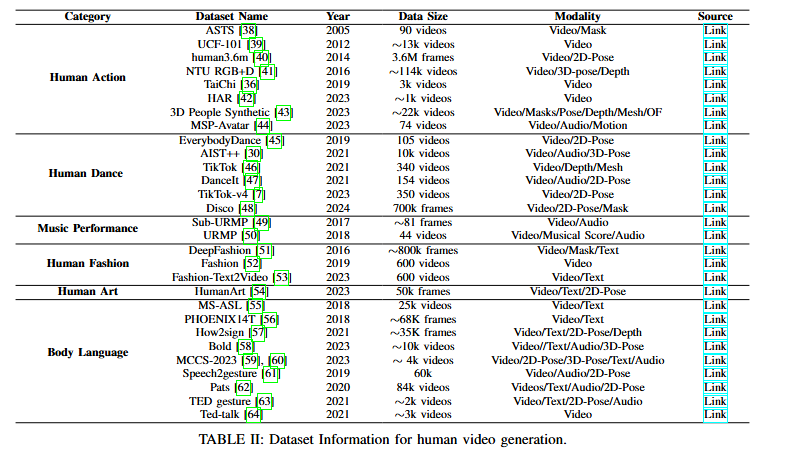 Category Dataset Name Year Data Size Modality Source
Human Action
ASTS [38] 2005 90 videos Video/Mask Link
UCF-101 [39] 2012 ~13k videos Video Link
human3.6m [40] 2014 3.6M frames Video/2D-Pose Link
NTU RGB+D [41] 2016 ~114k videos Video/3D-pose/Depth Link
TaiChi [36] 2019 3k videos Video Link
HAR [42] 2023 ~1k videos Video Link
3D People Synthetic [43] 2023 ~22k videos Video/Masks/Pose/Depth/Mesh/OF Link
MSP-Avatar [44] 2023 74 videos Video/Audio/Motion Link
Human Dance
EverybodyDance [45] 2019 105 videos Video/2D-Pose Link
AIST++ [30] 2021 10k videos Video/Audio/3D-Pose Link
TikTok [46] 2021 340 videos Video/Depth/Mesh Link
DanceIt [47] 2021 154 videos Video/Audio/2D-Pose Link
TikTok-v4 [7] 2023 350 videos Video/2D-Pose Link
Disco [48] 2024 700k frames Video/2D-Pose/Mask Link
Music Performance
Sub-URMP [49] 2017 ~81 frames Video/Audio Link
URMP [50] 2018 44 videos Video/Musical Score/Audio Link
Human Fashion
DeepFashion [51] 2016 ~800k frames Video/Mask/Text Link
Fashion [52] 2019 600 videos Video Link
Fashion-Text2Video [53] 2023 600 videos Video/Text Link
Human Art HumanArt [54] 2023 50k frames Video/Text/2D-Pose Link
Body Language
MS-ASL [55] 2018 25k videos Video/Text Link
PHOENIX14T [56] 2018 ~68K frames Video/Text Link
How2sign [57] 2021 ~35K frames Video/Text/2D-Pose/Depth Link
Bold [58] 2023 ~10k videos Video//Text/Audio/3D-Pose Link
MCCS-2023 [59], [60] 2023 ~ 4k videos Video/2D-Pose/3D-Pose/Text/Audio Link
Speech2gesture [61] 2019 60k Video/Audio/2D-Pose Link
Pats [62] 2020 84k videos Videos/Text/Audio/2D-Pose Link
TED gesture [63] 2021 ~2k videos Video/Text/2D-Pose/Audio Link
Ted-talk [64] 2021 ~3k videos Video Link
TABLE II: Dataset Information for human video generation.